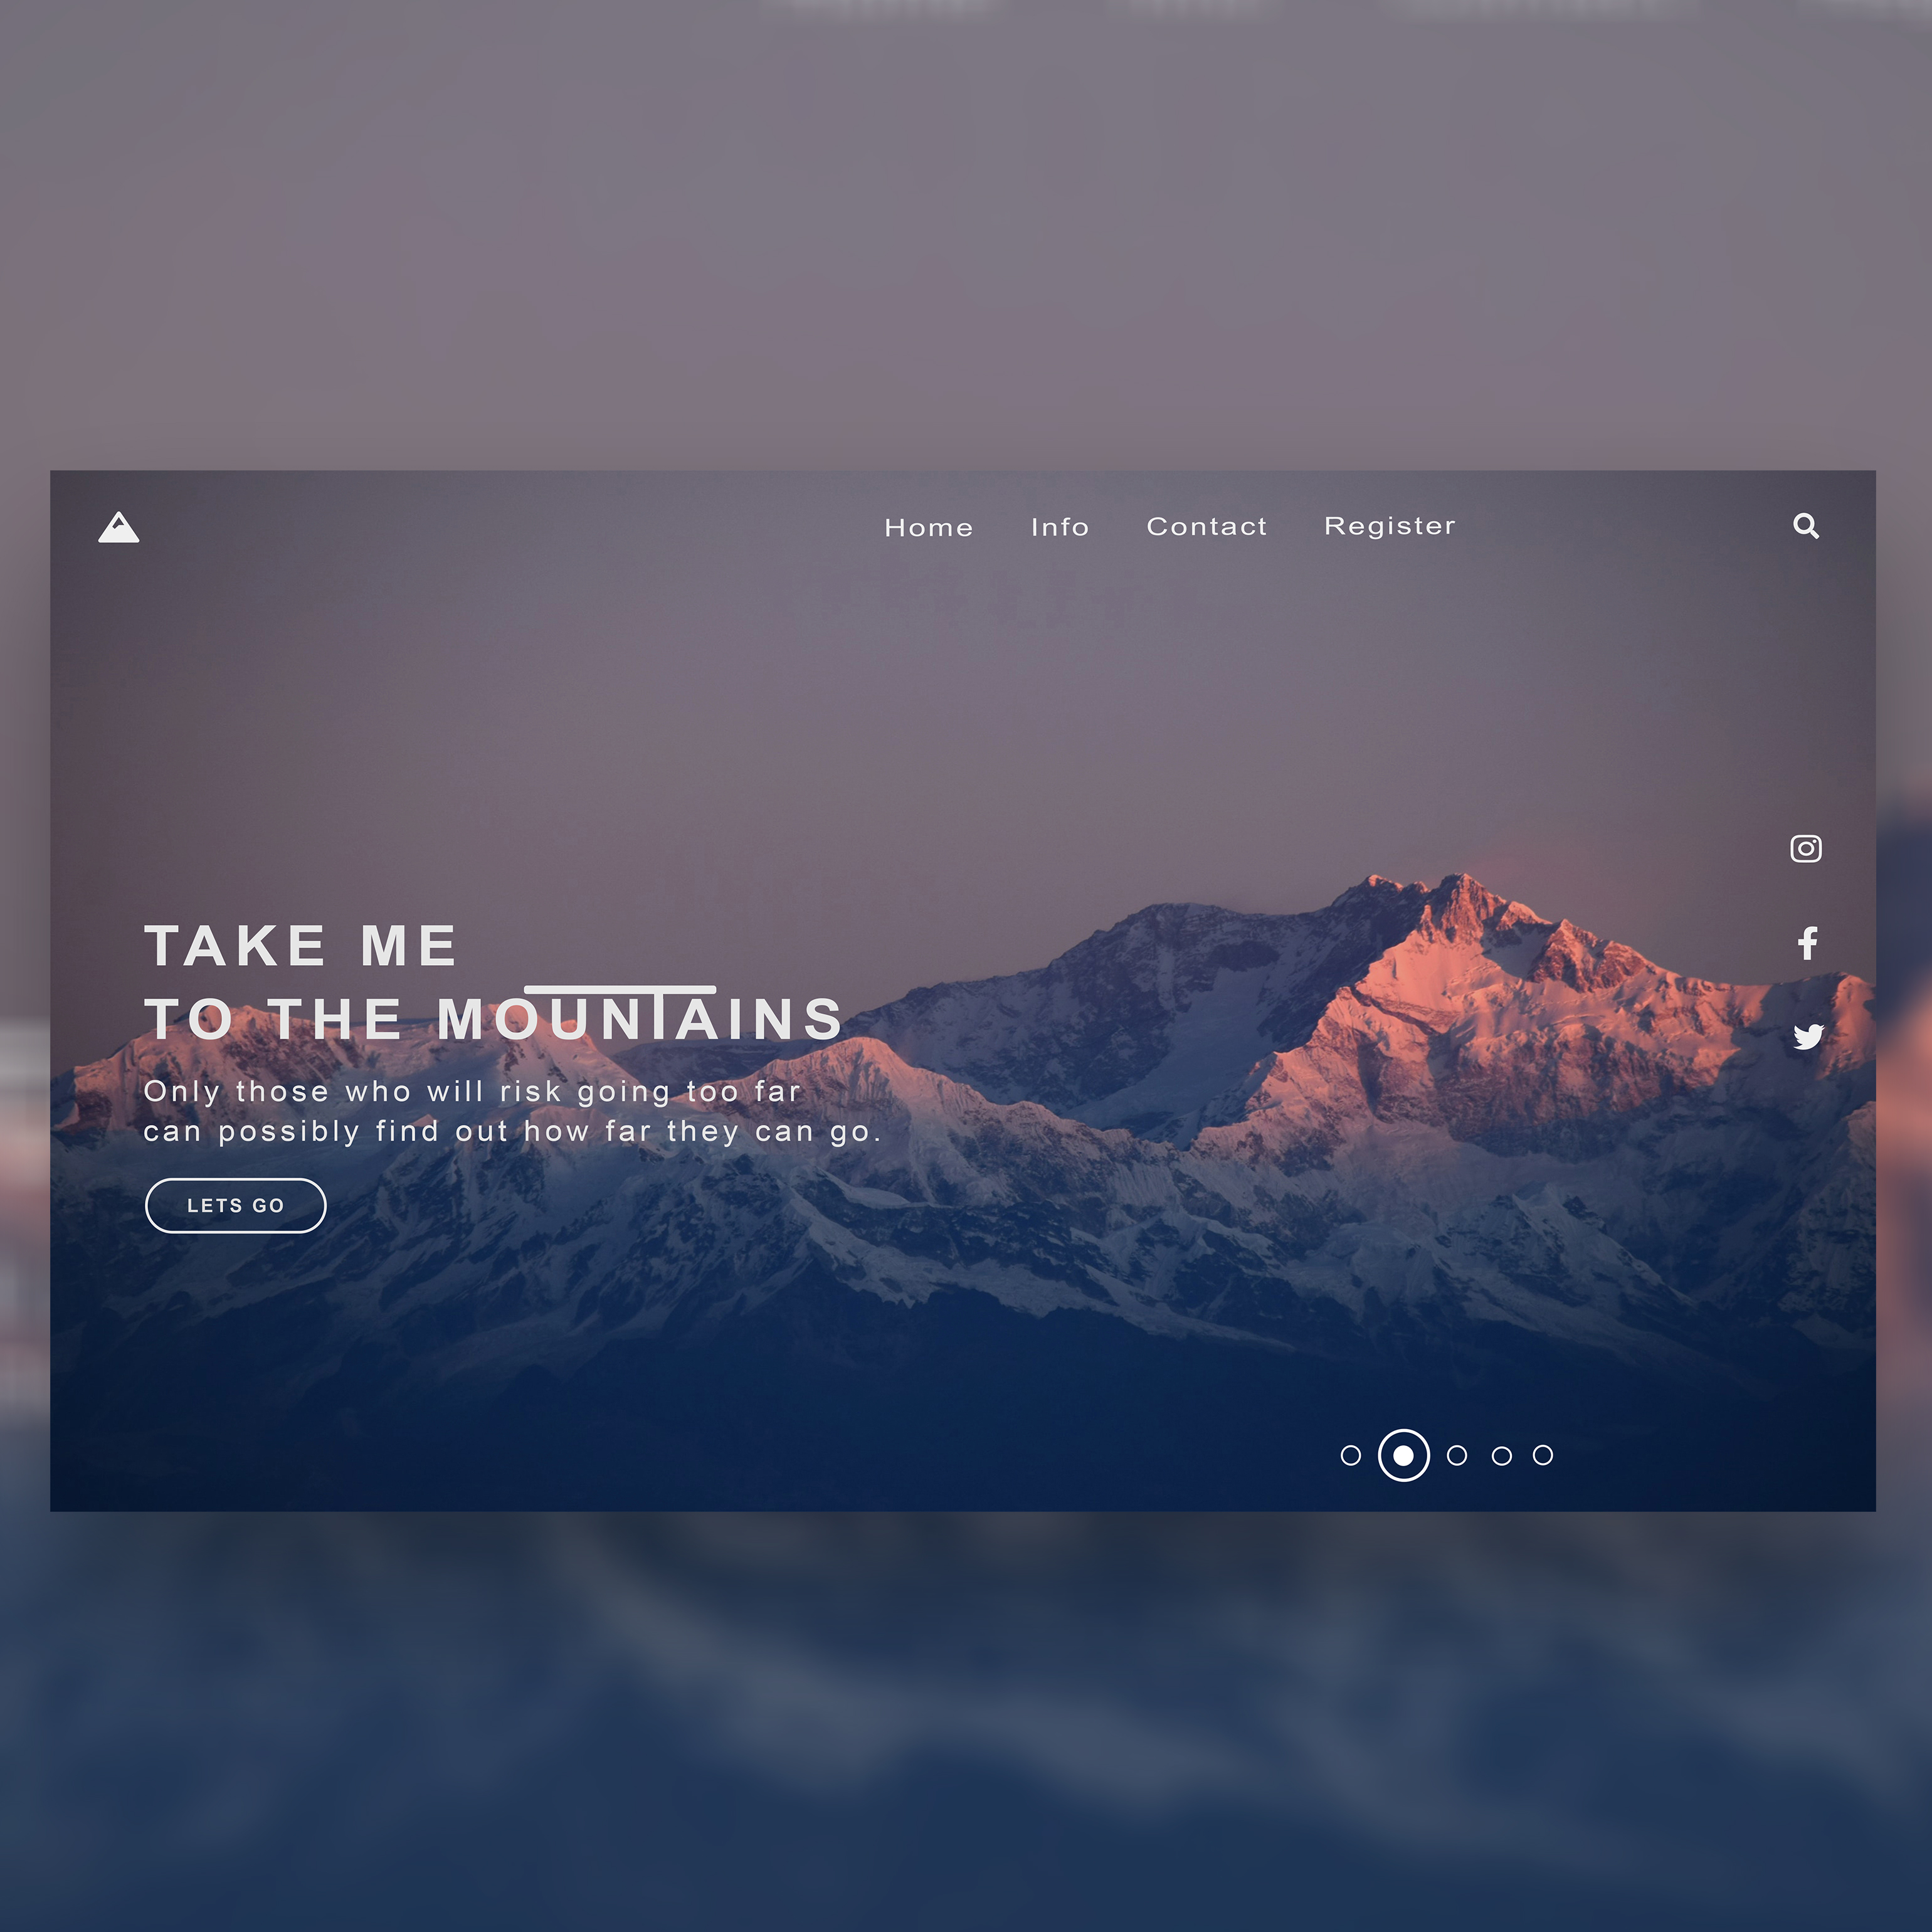 Home Info Contact Register
TAKE ME
TO THE MOUNTAINS
Only those who will risk going too far
can possibly find out how far they can go.
LETS GO